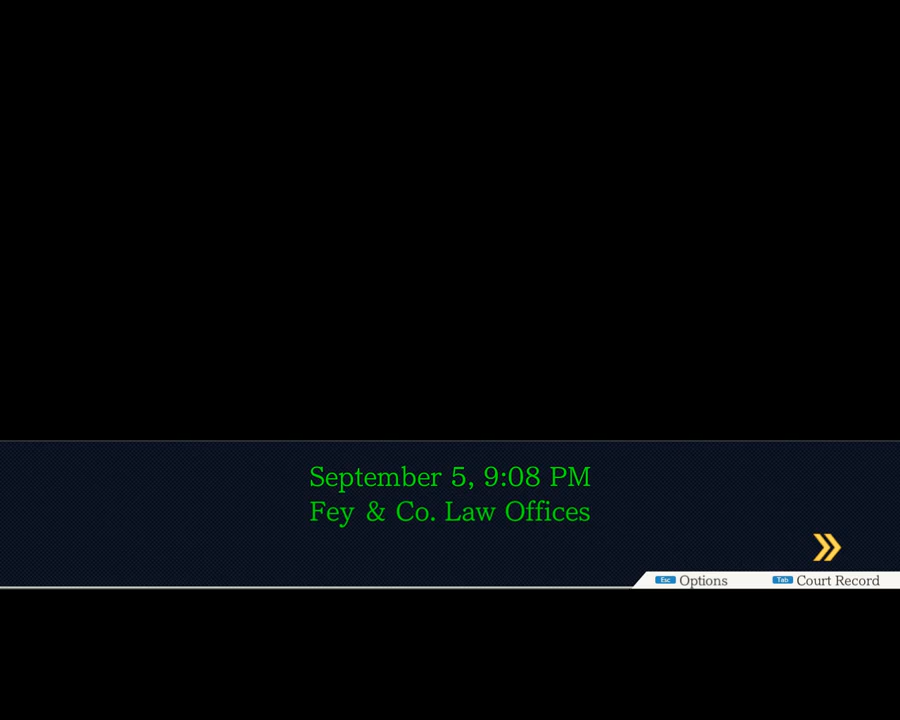 September 5, 9:08 PM
Fey & Co. Law Offices
Esc Options Tab Court Record